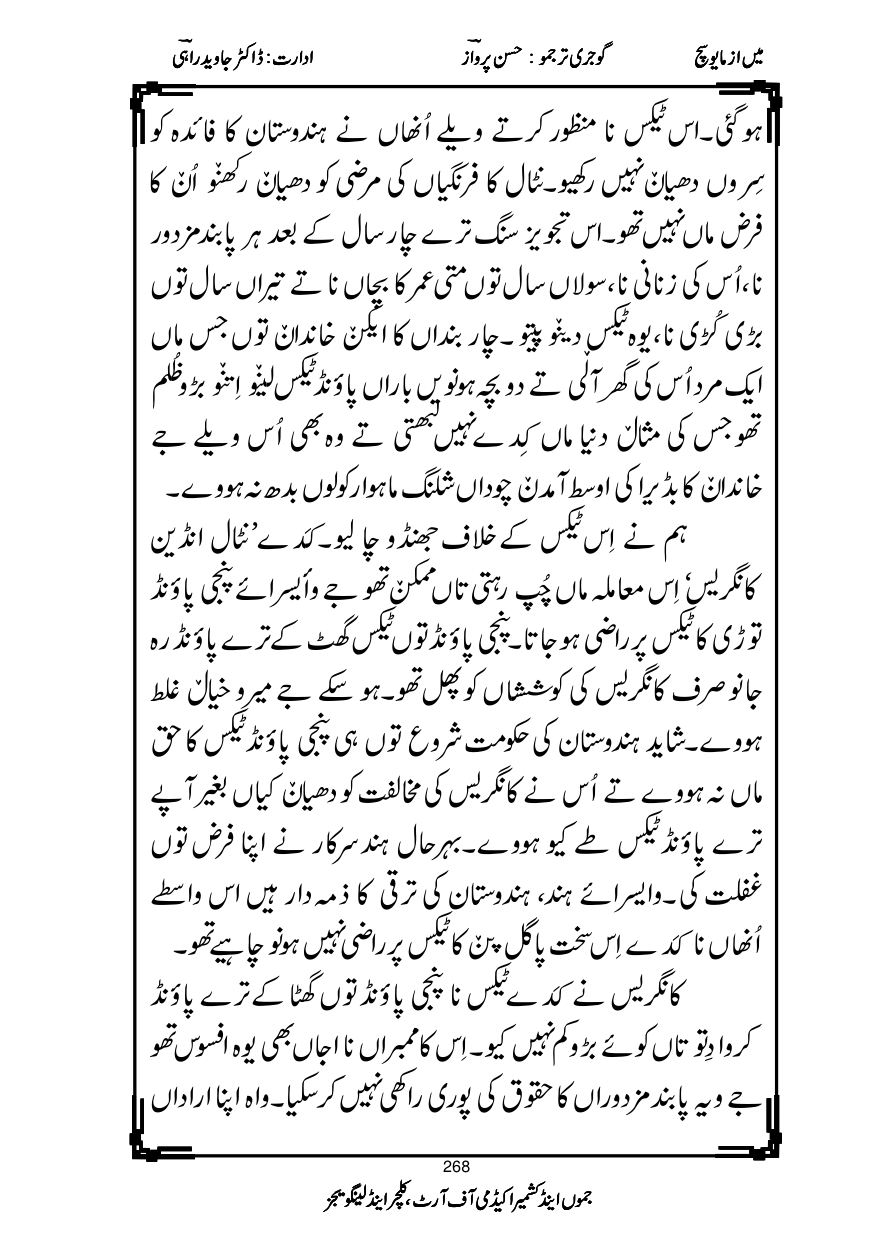 میں ازمایو سچ گوجری ترجمو : حسن پروازؔ ادارت: ڈاکٹر جاوید راہیؔ
ہو گئی۔اس ٹیکس نا منظور کرتے ویلے اُنھاں نے ہندوستان کا فائدہ کو
سِروں دھیان٘ نہیں رکھیو۔نٹال کا فرنگیاں کی مرضی کو دھیان٘ رکھنٚو اُن٘ کا
فرض ماں نہیں تھو۔اس تجویز سنگ ترے چار سال کے بعد ہر پابند مزدور
نا،اُس کی زنانی نا،سولاں سال توں متی عمر کا بچاں نا تے تیراں سال توں
بڑی کُڑی نا،یوہ ٹیکس دینٚو پیتو ۔چار بنداں کا ایکن٘ خاندان٘ توں جس ماں
ایک مرد اُس کی گھر آلٚی تے دو بچہ ہونویں باراں پاؤنڈ ٹیکس لینٚو اِتنٚو بڑو ظُلم
تھو جس کی مثال٘ دنیا ماں کِدے نہیں لبھتی تے وہ بھی اُس ویلے جے
خاندان٘ کا بڈیرا کی اوسط آمدن٘ چوداں شلنگ ماہوار کولوں بدھ نہ ہووے۔
ہم نے اِس ٹیکس کے خلاف جھنڈو چا لیو۔کدَے ’نٹال انڈین
کانگریس‘ اِس معاملہ ماں چُپ رہتی تاں ممکن٘ تھو جے وأیسرائے پنجی پاؤنڈ
توڑی کا ٹیکس پر راضی ہو جاتا۔پنجی پاؤنڈ توں ٹیکس گھٹ کے ترے پاؤنڈ رہ
جانو صرف کانگریس کی کوششاں کو پھل تھو۔ہو سکے جے میرو خیال٘ غلط
ہووے۔شاید ہندوستان کی حکومت شروع توں ہی پنجی پاؤنڈ ٹیکس کا حق
ماں نہ ہووے تے اُس نے کانگریس کی مخالفت کو دھیان٘ کیاں بغیر آپے
ترے پاؤنڈ ٹیکس طے کیو ہووے۔بہرحال ہند سرکار نے اپنا فرض توں
غفلت کی۔وایسرائے ہند، ہندوستان کی ترقی کا ذمہ دار ہیں اس واسطے
اُنھاں نا کدَے اِس سخت پاگل پن٘ کا ٹیکس پر راضی نہیں ہونو چاہیے تھو۔
کانگریس نے کدَے ٹیکس نا پنجی پاؤنڈ توں گھٹا کے ترے پاؤنڈ
کروا دِتو تاں کوئے بڑو کم نہیں کیو۔اِس کا ممبراں نا اجاں بھی یوہ افسوس تھو
جے ویہ پابند مزدوراں کا حقوق کی پوری راکھی نہیں کر سکیا۔واہ اپنا اراداں
268
جموں اینڈ کشمیر اکیڈمی آف آرٹ، کلچر اینڈ لینگویجز